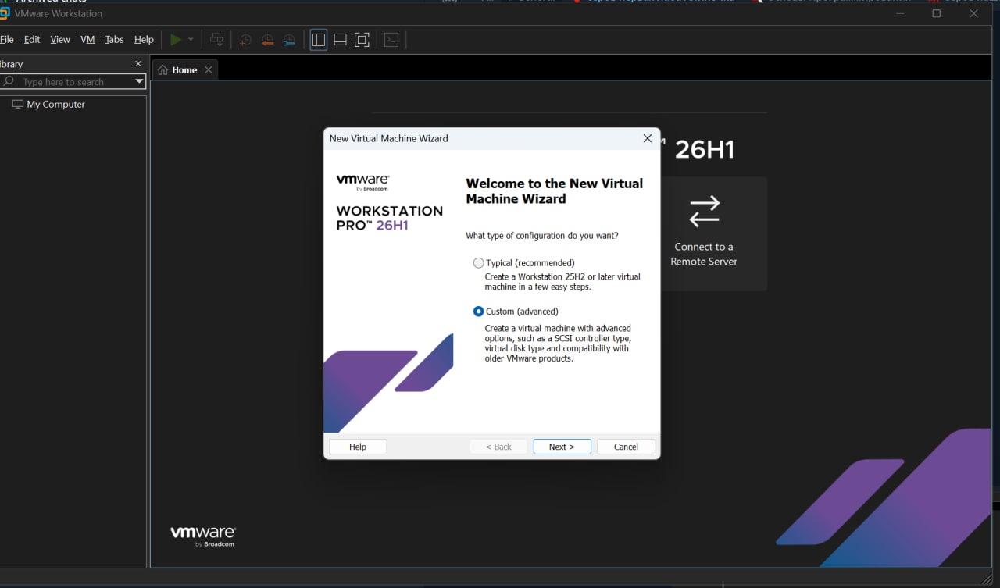 Archived chats
VMware Workstation
File Edit View VM Tabs Help
ibrary
Type here to search
My Computer
Home
26H1
Connect to a
Remote Server
New Virtual Machine Wizard
vmware
by Broadcom
WORKSTATION
PRO™ 26H1
Welcome to the New Virtual
Machine Wizard
What type of configuration do you want?
Typical (recommended)
Create a Workstation 25H2 or later virtual
machine in a few easy steps.
Custom (advanced)
Create a virtual machine with advanced
options, such as a SCSI controller type,
virtual disk type and compatibility with
older VMware products.
Help < Back Next > Cancel
vmware
by Broadcom